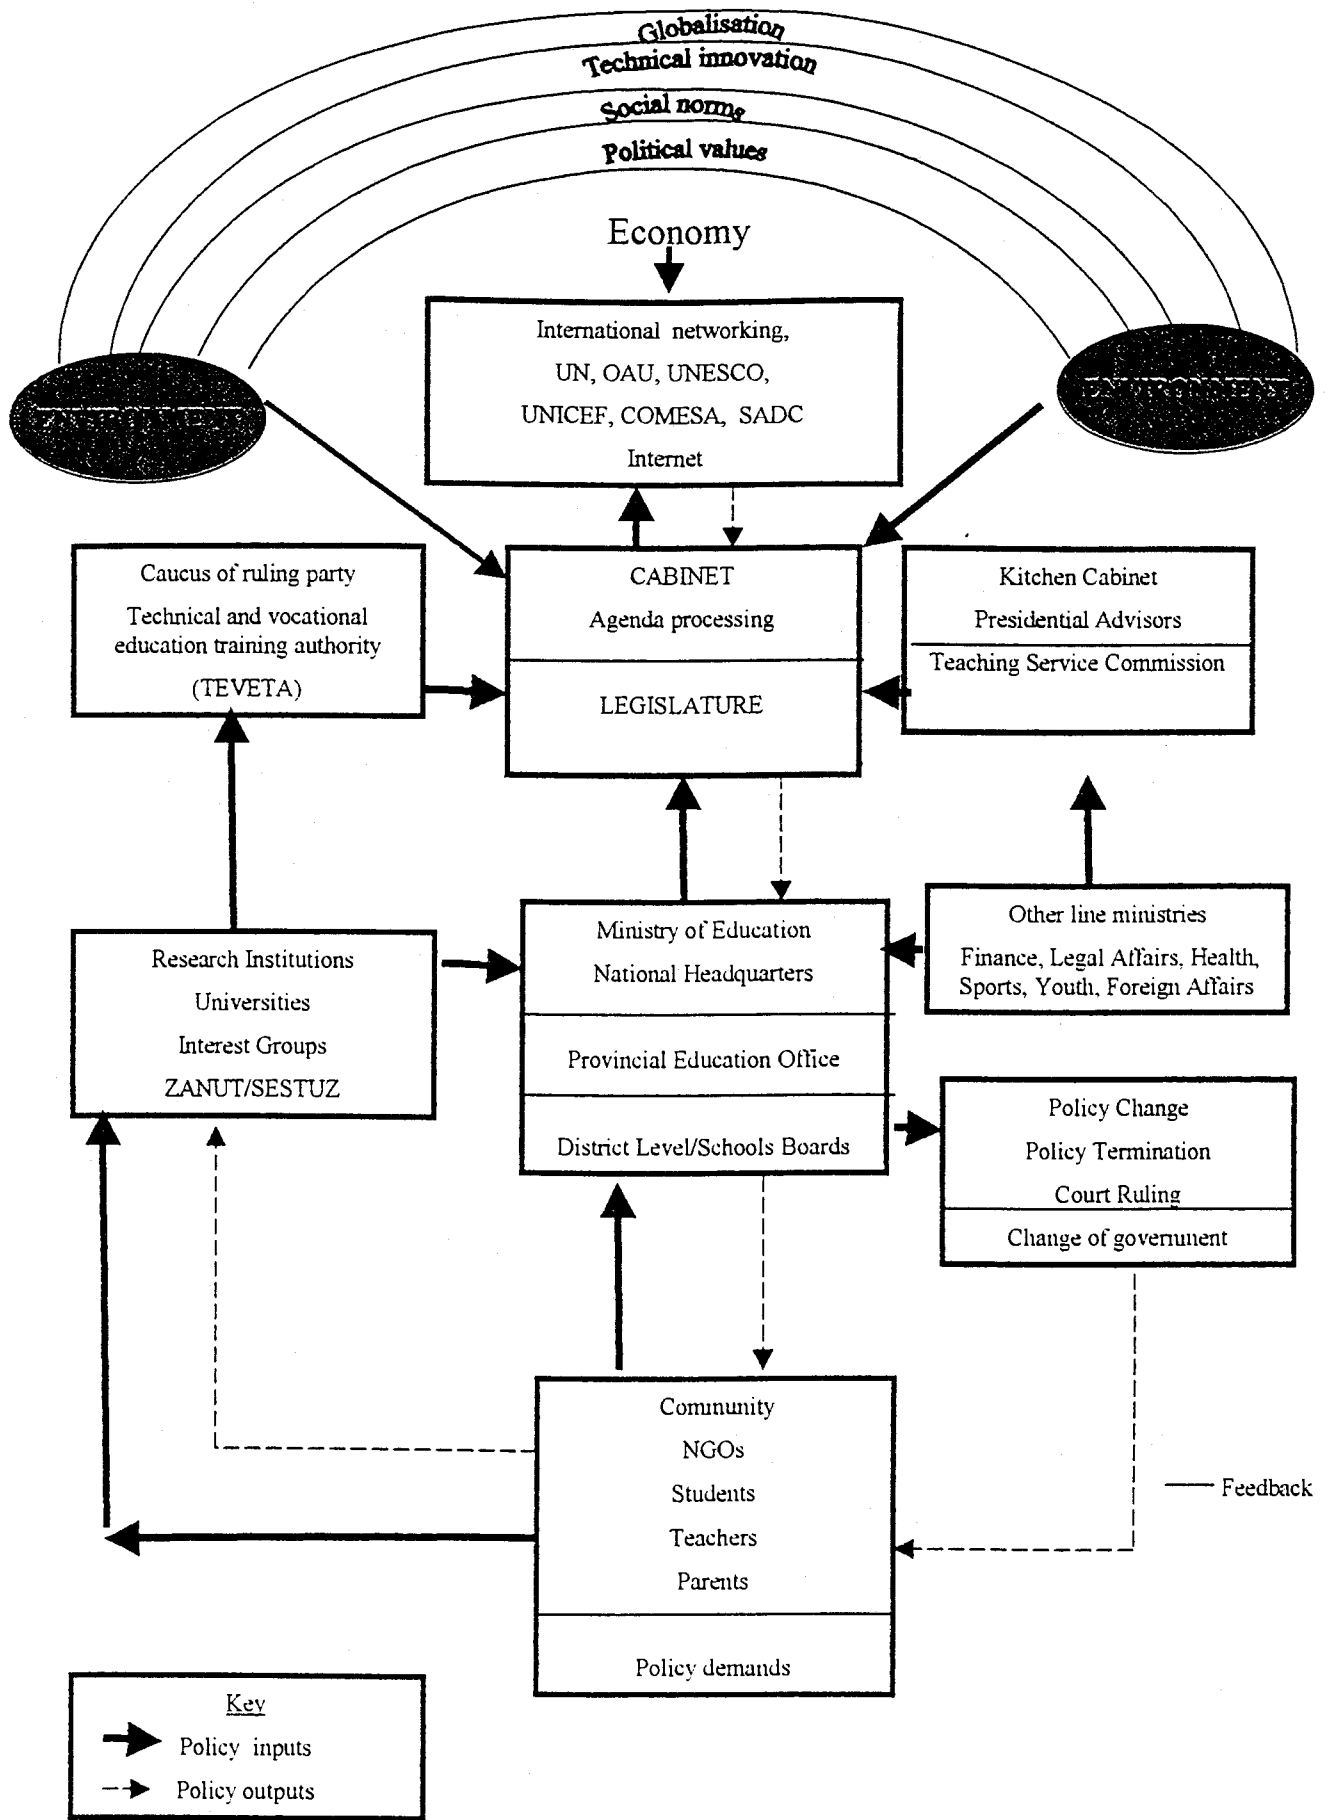 Globalisation
Technical innovation
Social norms
Political values
Economy
International networking,
UN, OAU, UNESCO,
UNICEF, COMESA, SADC
Internet
ENVIRONMENT
ENVIRONMENT
Caucus of ruling party
Technical and vocational
education training authority
(TEVETA)
CABINET
Agenda processing
LEGISLATURE
Kitchen Cabinet
Presidential Advisors
Teaching Service Commission
Research Institutions
Universities
Interest Groups
ZANUT/SESTUZ
Ministry of Education
National Headquarters
Provincial Education Office
District Level/Schools Boards
Other line ministries
Finance, Legal Affairs, Health,
Sports, Youth, Foreign Affairs
Policy Change
Policy Termination
Court Ruling
Change of government
Community
NGOs
Students
Teachers
Parents
Policy demands
Feedback
Key
Policy inputs
Policy outputs